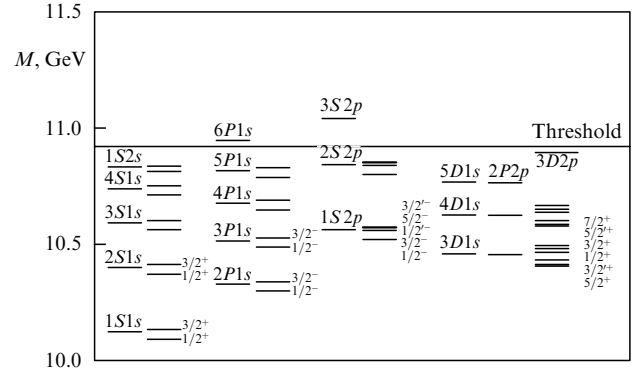 11.5
M, GeV
11.0
10.5
10.0
Threshold
1S2s
4S1s
3S1s
2S1s
3/2+
1/2+
1S1s
3/2+
1/2+
6P1s
5P1s
4P1s
3P1s
3/2−
1/2−
2P1s
3/2−
1/2−
3S2p
2S2p
1S2p
3/2′−
5/2−
1/2′−
3/2−
1/2−
5D1s
4D1s
3D1s
2P2p
3D2p
7/2+
5/2′+
3/2+
1/2+
3/2′+
5/2+